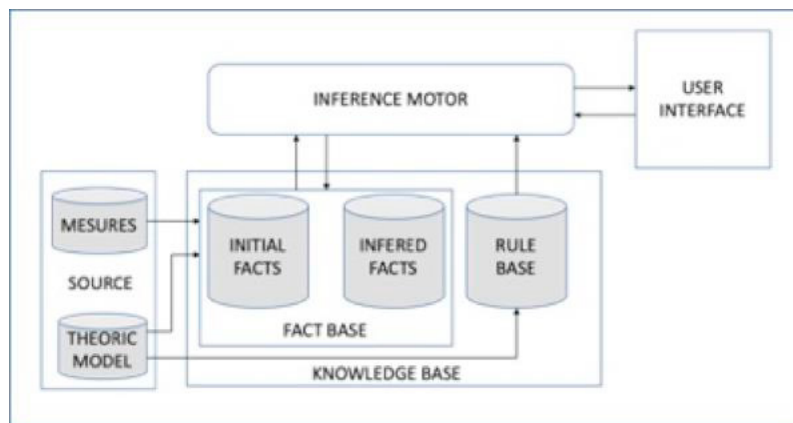 INFERENCE MOTOR
USER
INTERFACE
MESURES
SOURCE
THEORIC
MODEL
INITIAL
FACTS
INFERED
FACTS
RULE
BASE
FACT BASE
KNOWLEDGE BASE